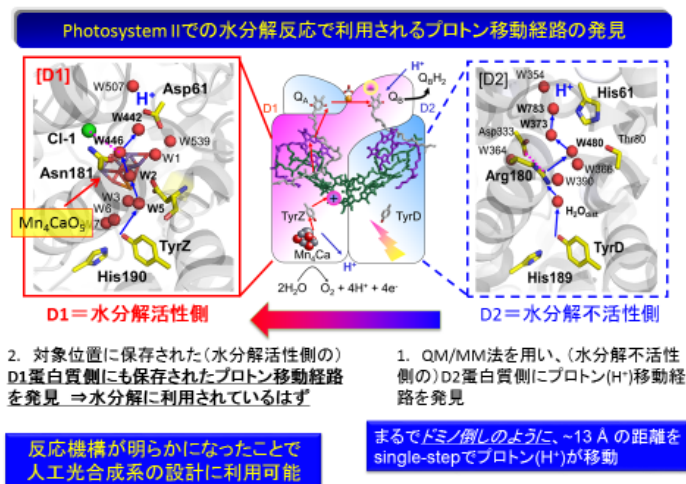 Photosystem IIでの水分解反応で利用されるプロトン移動経路の発見
[D1]
W507
H+
Asp61
Cl-1
W442
W446
W539
W1
Asn181
W2
W3
W6
W5
Mn4CaO5
TyrZ
His190
H+
QBH2
QA
QB
D1
D2
TyrZ
TyrD
Mn4Ca
H+
2H2O
O2 + 4H+ + 4e-
[D2]
W354
H+
His61
W783
W373
Asp333
W480
Thr80
W364
W366
Arg180
W390
TyrD
His189
D1＝水分解活性側
D2＝水分解不活性側
2. 対象位置に保存された（水分解活性側の）
D1蛋白質側にも保存されたプロトン移動経路
を発見 ⇒水分解に利用されているはず
1. QM/MM法を用い、（水分解不活性
側の）D2蛋白質側にプロトン(H+)移動経
路を発見
反応機構が明らかになったことで
人工光合成系の設計に利用可能
まるでドミノ倒しのように、~13 Å の距離を
single-stepでプロトン(H+)が移動